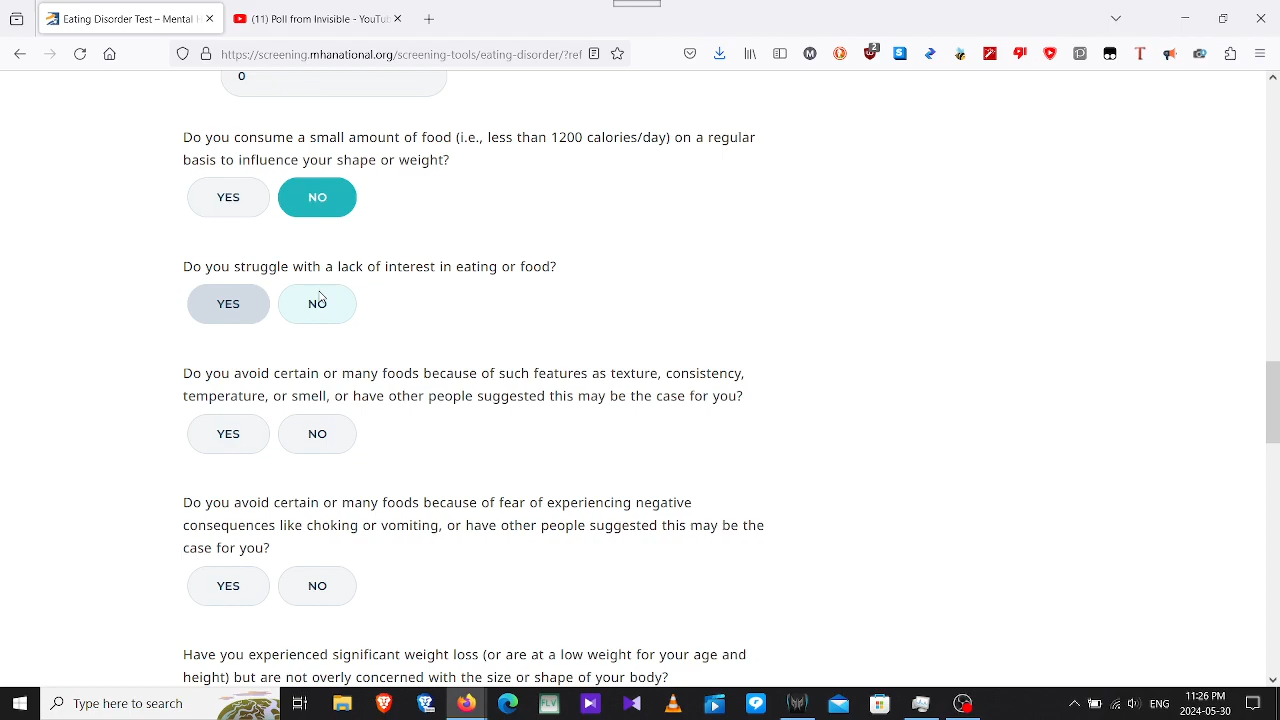 Eating Disorder Test – Mental H
(11) Poll from Invisible - YouTub
https://screening.mhanational.org/screening-tools/eating-disorder/?ref
2
T
0
Do you consume a small amount of food (i.e., less than 1200 calories/day) on a regular
basis to influence your shape or weight?
YES NO
Do you struggle with a lack of interest in eating or food?
YES NO
Do you avoid certain or many foods because of such features as texture, consistency,
temperature, or smell, or have other people suggested this may be the case for you?
YES NO
Do you avoid certain or many foods because of fear of experiencing negative
consequences like choking or vomiting, or have other people suggested this may be the
case for you?
YES NO
Have you experienced significant weight loss (or are at a low weight for your age and
height) but are not overly concerned with the size or shape of your body?
Type here to search
FLV
ENG
11:26 PM
2024-05-30